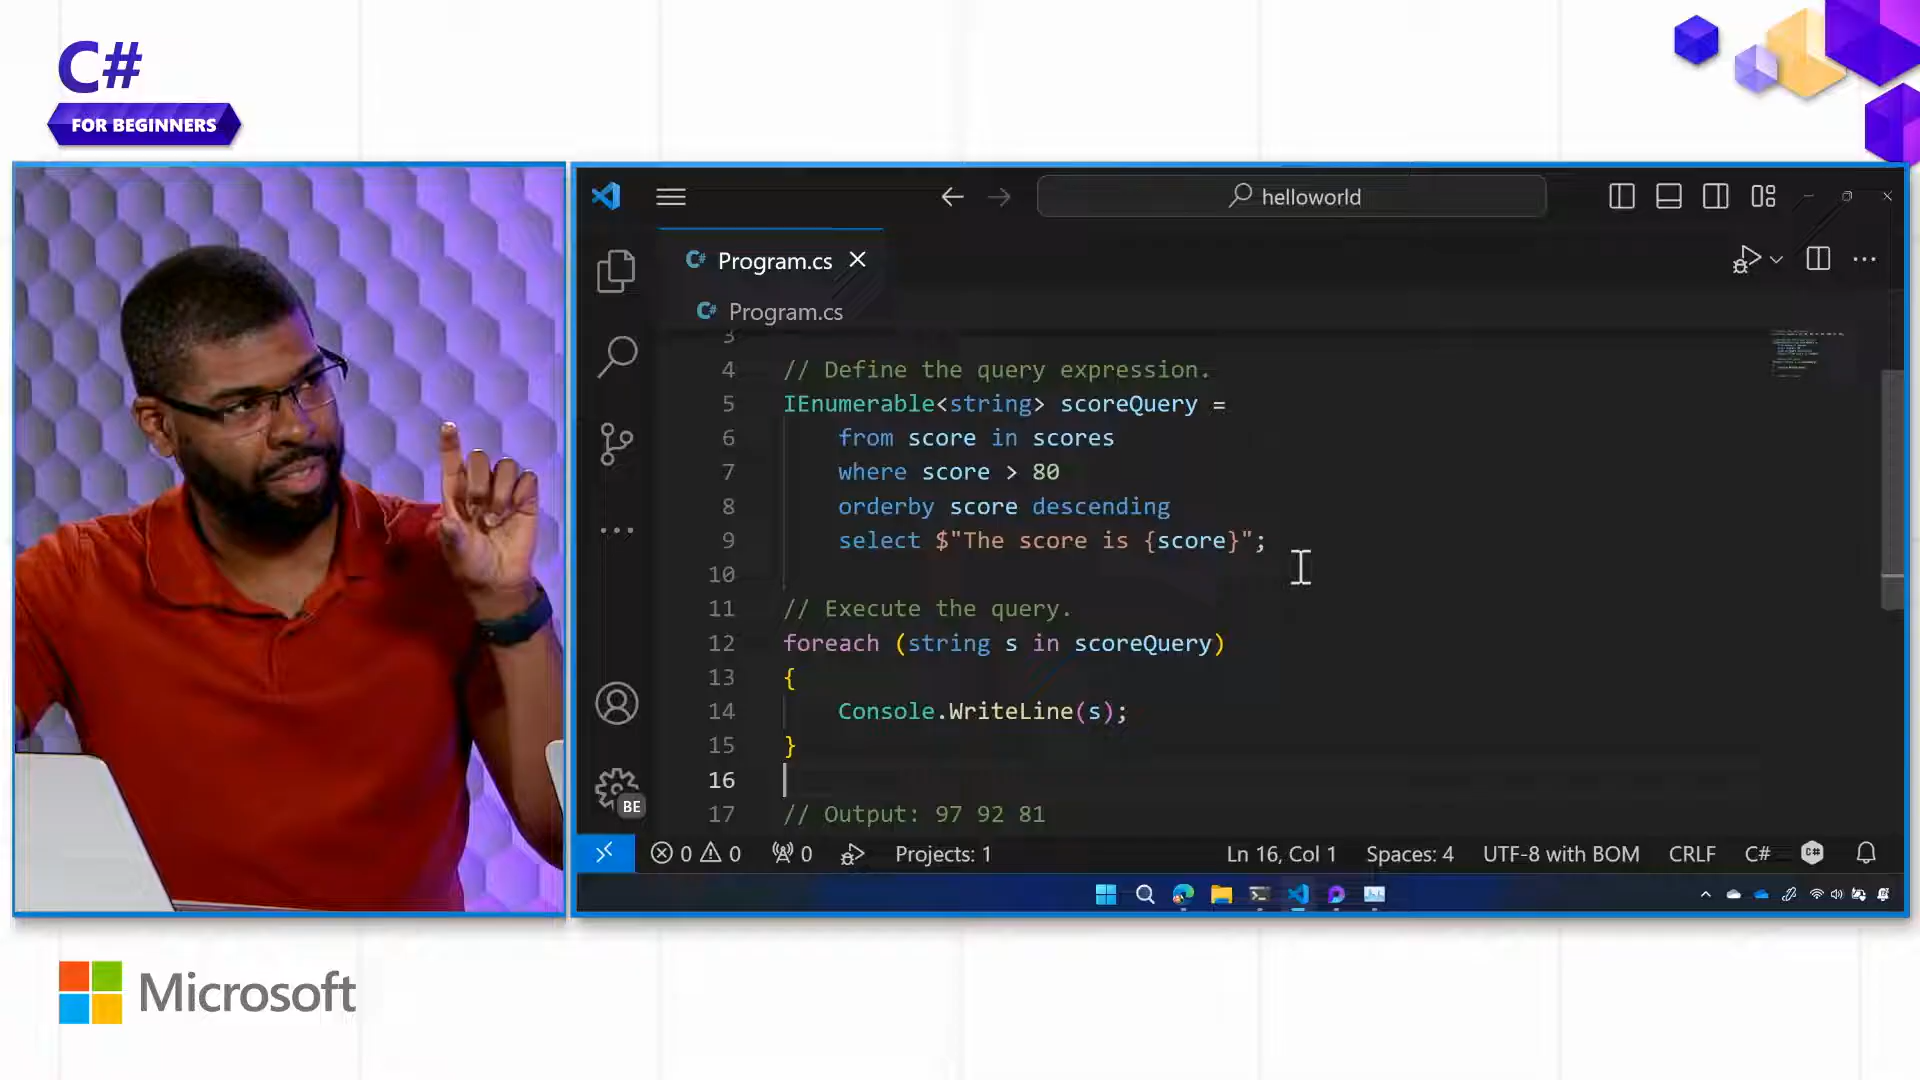 C#
FOR BEGINNERS
helloworld
Program.cs
Program.cs
3
4 // Define the query expression.
5 IEnumerable<string> scoreQuery =
6 from score in scores
7 where score > 80
8 orderby score descending
9 select $"The score is {score}";
10
11 // Execute the query.
12 foreach (string s in scoreQuery)
13 {
14 Console.WriteLine(s);
15 }
16
17 // Output: 97 92 81
BE
0 0 0 Projects: 1 Ln 16, Col 1 Spaces: 4 UTF-8 with BOM CRLF C#
Microsoft